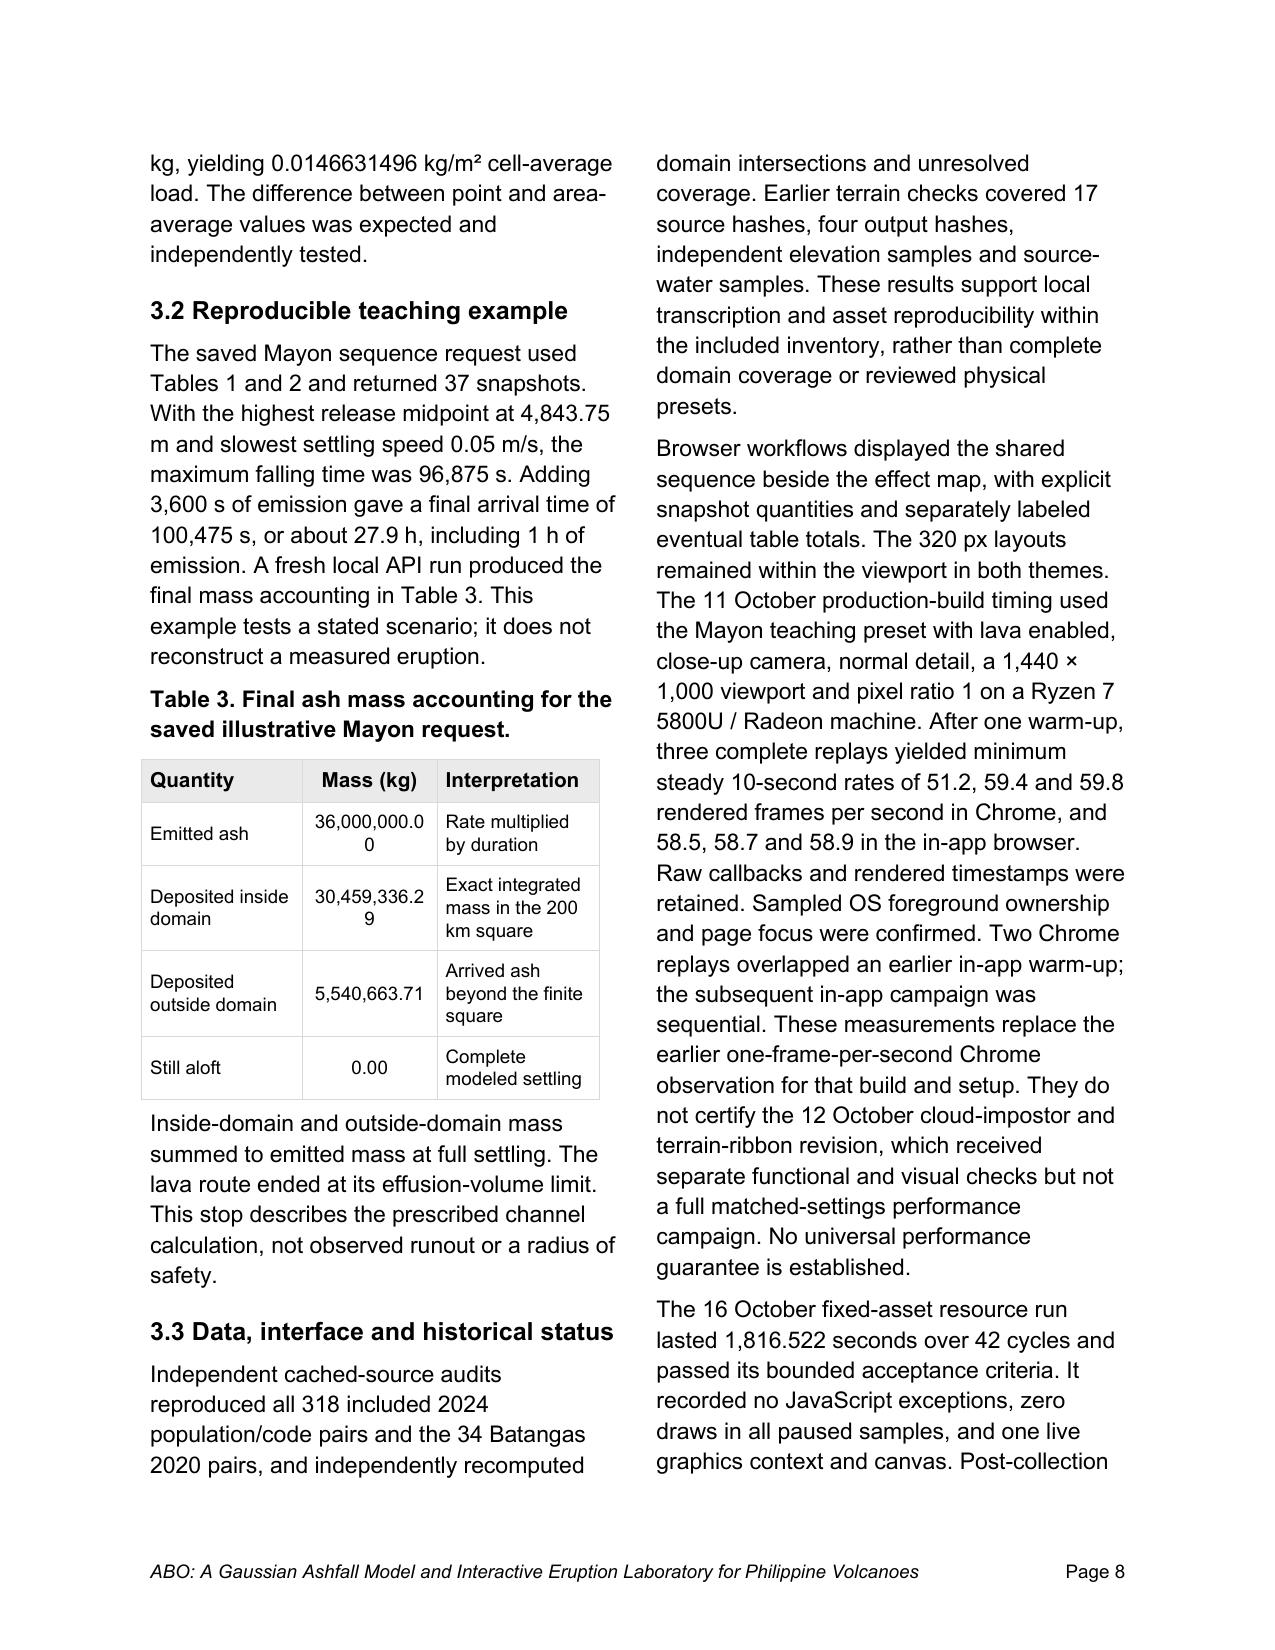 kg, yielding 0.0146631496 kg/m² cell-average
load. The difference between point and area-
average values was expected and
independently tested.
3.2 Reproducible teaching example
The saved Mayon sequence request used
Tables 1 and 2 and returned 37 snapshots.
With the highest release midpoint at 4,843.75
m and slowest settling speed 0.05 m/s, the
maximum falling time was 96,875 s. Adding
3,600 s of emission gave a final arrival time of
100,475 s, or about 27.9 h, including 1 h of
emission. A fresh local API run produced the
final mass accounting in Table 3. This
example tests a stated scenario; it does not
reconstruct a measured eruption.
Table 3. Final ash mass accounting for the
saved illustrative Mayon request.
Quantity Mass (kg) Interpretation
Emitted ash 36,000,000.0 Rate multiplied
0 by duration
Deposited inside 30,459,336.2 Exact integrated
domain 9 mass in the 200
km square
Deposited 5,540,663.71 Arrived ash
outside domain beyond the finite
square
Still aloft 0.00 Complete
modeled settling
Inside-domain and outside-domain mass
summed to emitted mass at full settling. The
lava route ended at its effusion-volume limit.
This stop describes the prescribed channel
calculation, not observed runout or a radius of
safety.
3.3 Data, interface and historical status
Independent cached-source audits
reproduced all 318 included 2024
population/code pairs and the 34 Batangas
2020 pairs, and independently recomputed
domain intersections and unresolved
coverage. Earlier terrain checks covered 17
source hashes, four output hashes,
independent elevation samples and source-
water samples. These results support local
transcription and asset reproducibility within
the included inventory, rather than complete
domain coverage or reviewed physical
presets.
Browser workflows displayed the shared
sequence beside the effect map, with explicit
snapshot quantities and separately labeled
eventual table totals. The 320 px layouts
remained within the viewport in both themes.
The 11 October production-build timing used
the Mayon teaching preset with lava enabled,
close-up camera, normal detail, a 1,440 ×
1,000 viewport and pixel ratio 1 on a Ryzen 7
5800U / Radeon machine. After one warm-up,
three complete replays yielded minimum
steady 10-second rates of 51.2, 59.4 and 59.8
rendered frames per second in Chrome, and
58.5, 58.7 and 58.9 in the in-app browser.
Raw callbacks and rendered timestamps were
retained. Sampled OS foreground ownership
and page focus were confirmed. Two Chrome
replays overlapped an earlier in-app warm-up;
the subsequent in-app campaign was
sequential. These measurements replace the
earlier one-frame-per-second Chrome
observation for that build and setup. They do
not certify the 12 October cloud-impostor and
terrain-ribbon revision, which received
separate functional and visual checks but not
a full matched-settings performance
campaign. No universal performance
guarantee is established.
The 16 October fixed-asset resource run
lasted 1,816.522 seconds over 42 cycles and
passed its bounded acceptance criteria. It
recorded no JavaScript exceptions, zero
draws in all paused samples, and one live
graphics context and canvas. Post-collection
ABO: A Gaussian Ashfall Model and Interactive Eruption Laboratory for Philippine Volcanoes Page 8